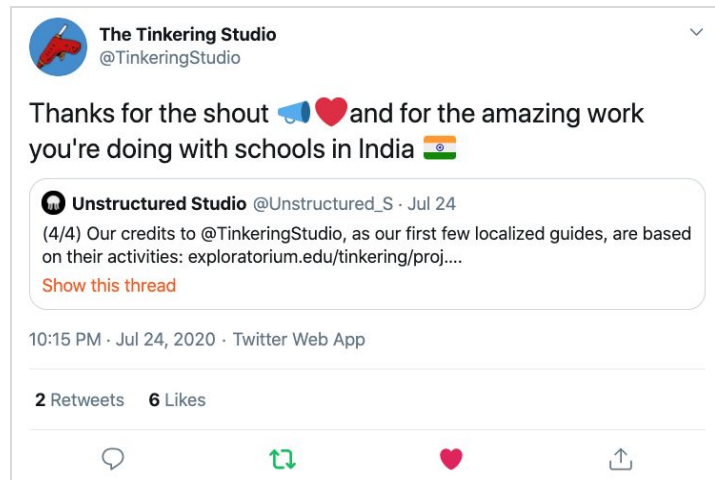 The Tinkering Studio
@TinkeringStudio
Thanks for the shout 📣❤️and for the amazing work
you're doing with schools in India 🇮🇳
Unstructured Studio @Unstructured_S · Jul 24
(4/4) Our credits to @TinkeringStudio, as our first few localized guides, are based
on their activities: exploratorium.edu/tinkering/proj....
Show this thread
10:15 PM · Jul 24, 2020 · Twitter Web App
2 Retweets 6 Likes